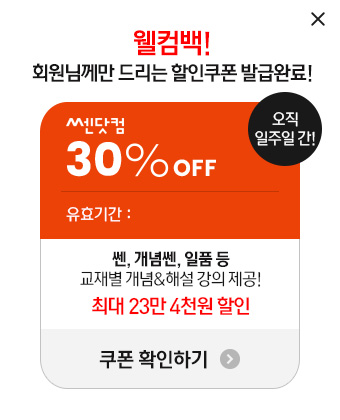 웰컴백!
회원님께만 드리는 할인쿠폰 발급완료!
오직
일주일 간!
쎈닷컴
30% OFF
유효기간 :
쎈, 개념쎈, 일품 등
교재별 개념&해설 강의 제공!
최대 23만 4천원 할인
쿠폰 확인하기